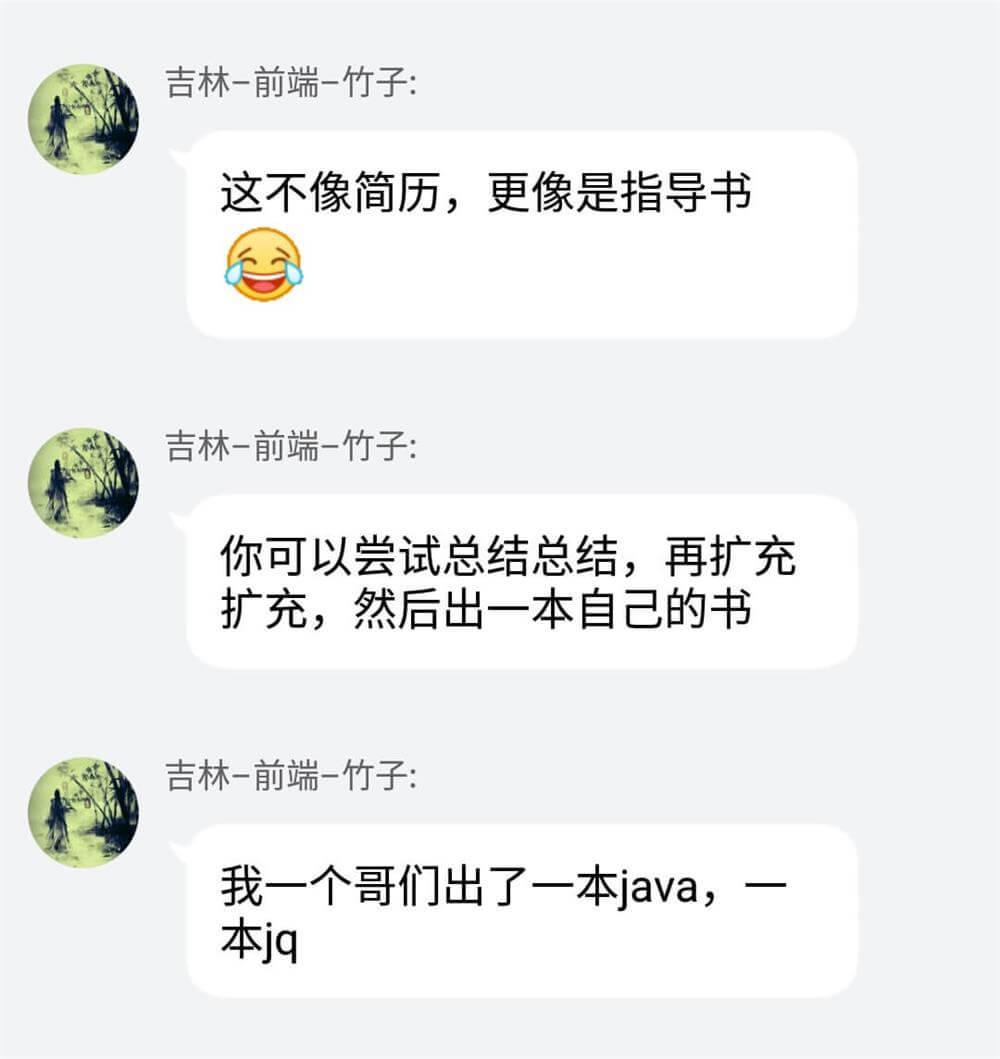 吉林-前端-竹子:
这不像简历，更像是指导书
😂
吉林-前端-竹子:
你可以尝试总结总结，再扩充
扩充，然后出一本自己的书
吉林-前端-竹子:
我一个哥们出了一本java，一
本jq